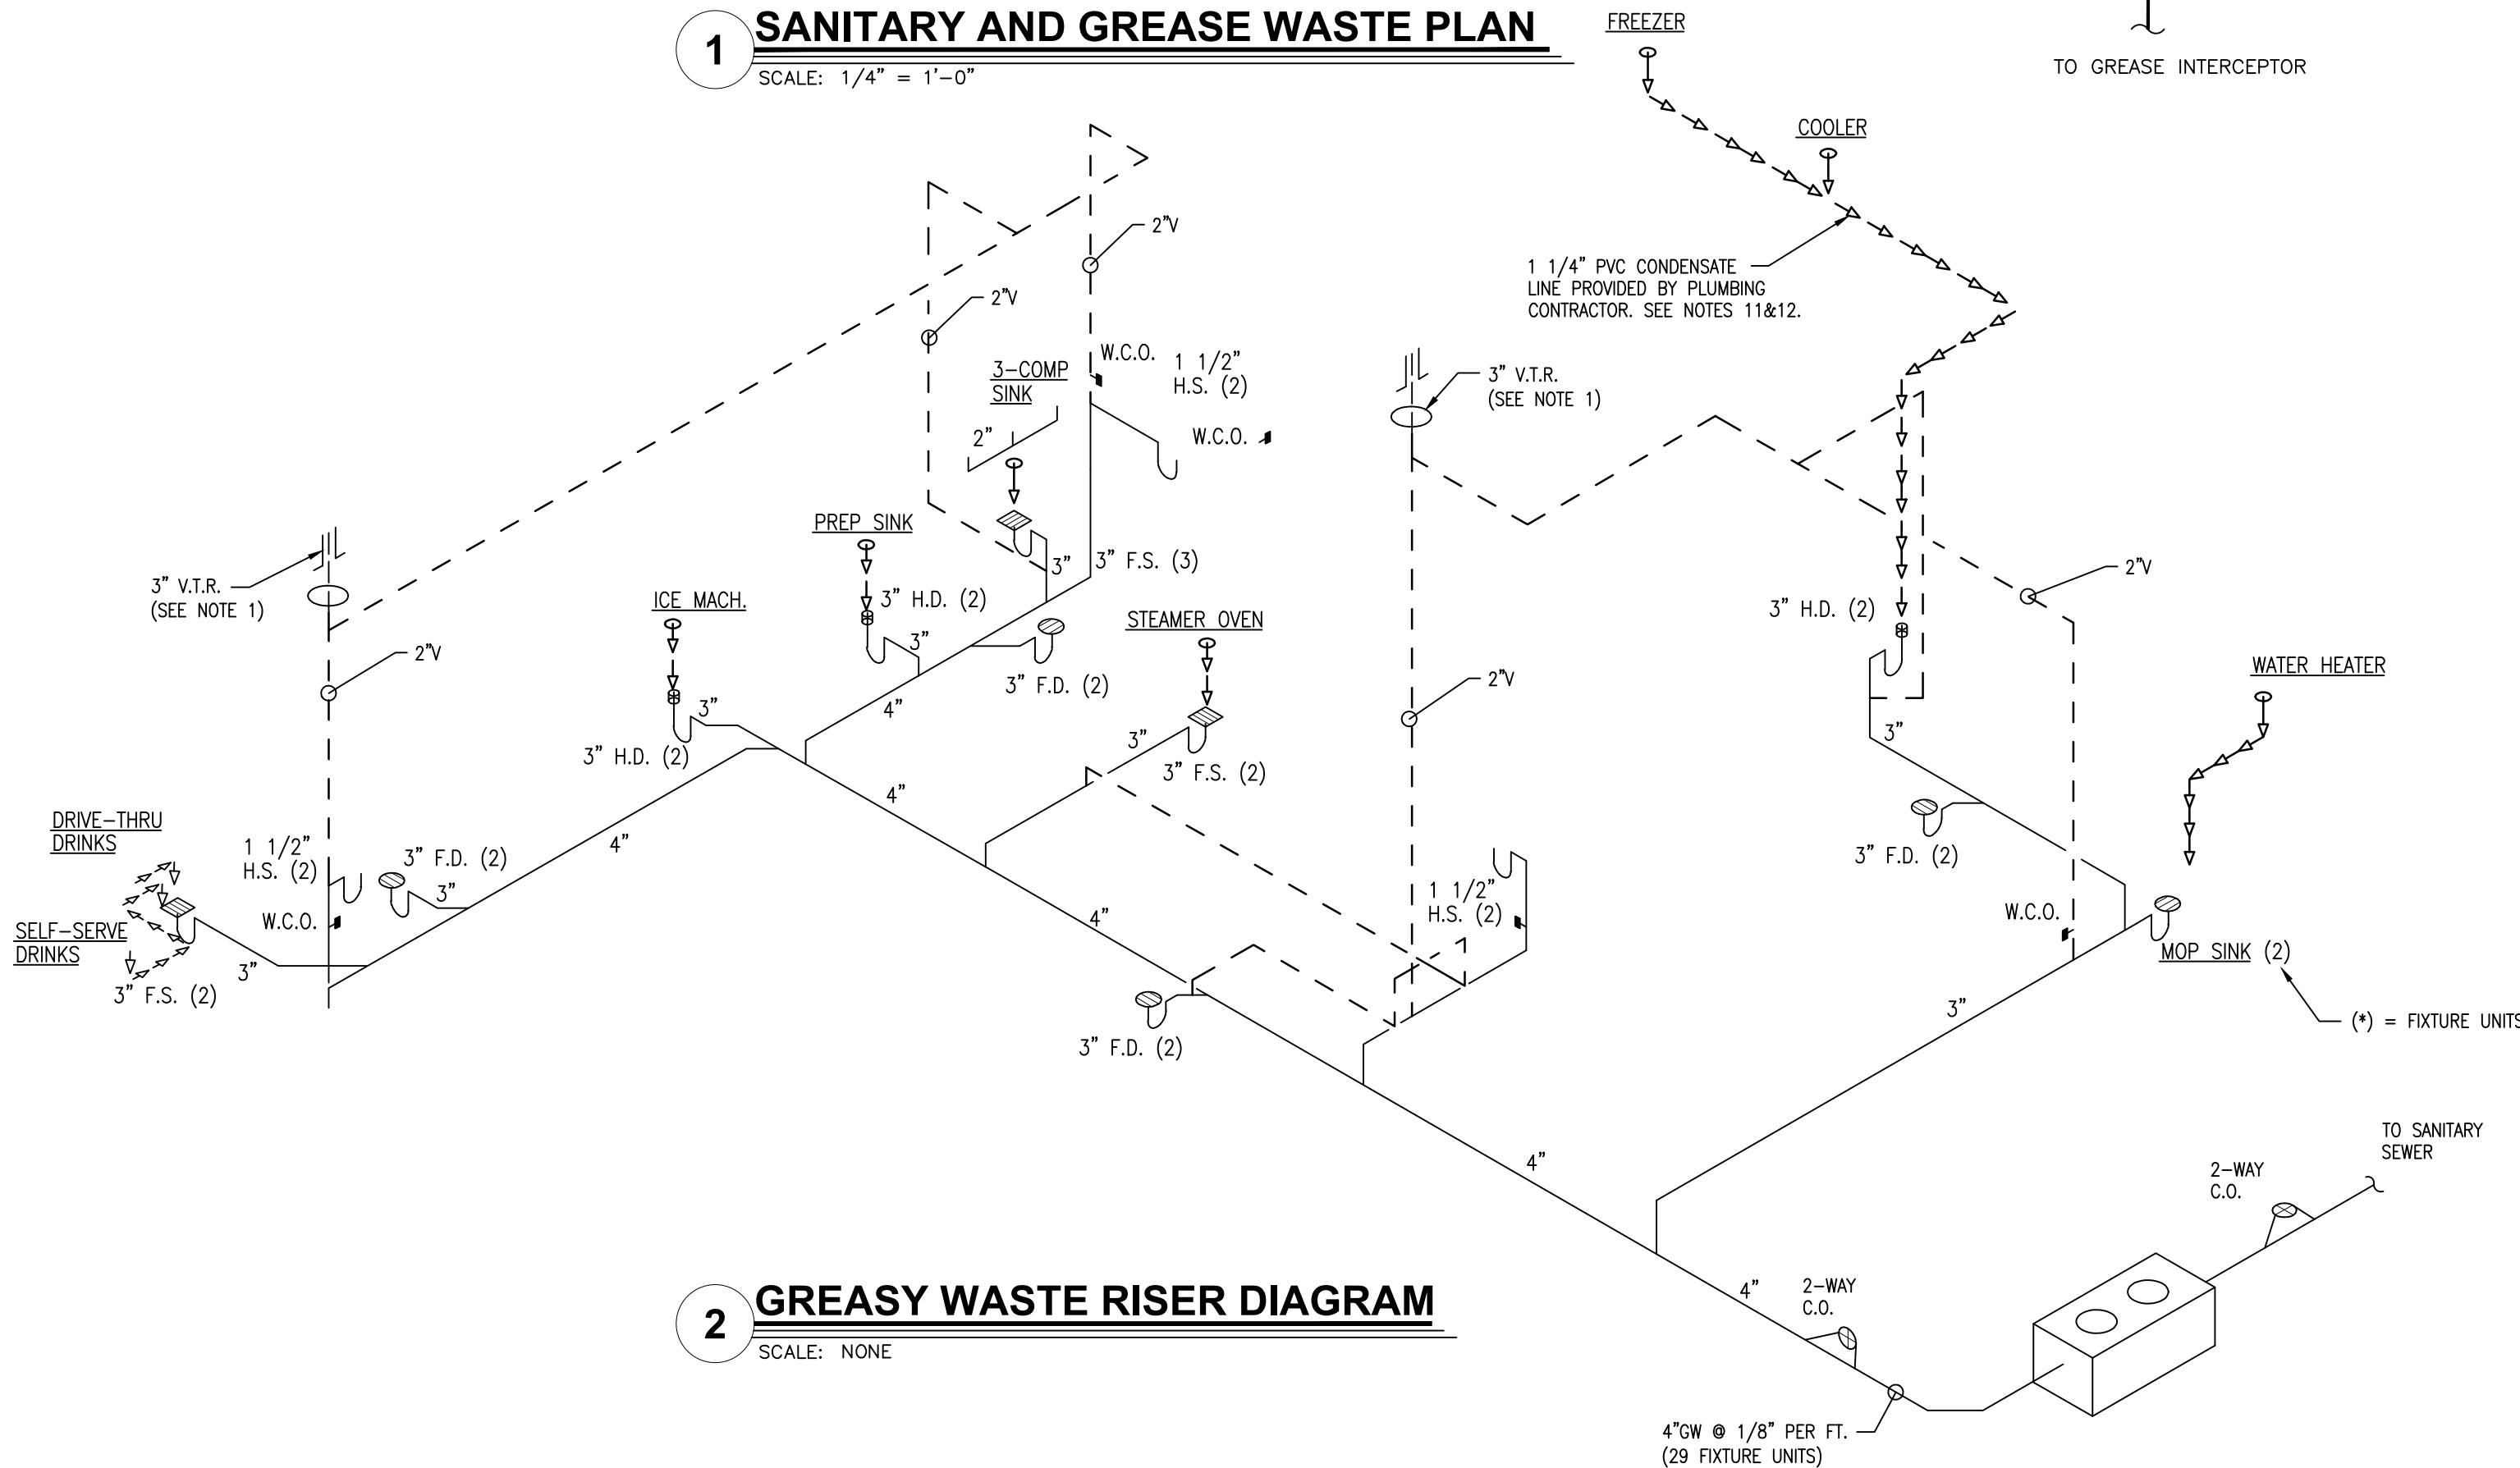 1 SANITARY AND GREASE WASTE PLAN
SCALE: 1/4" = 1'-0"
FREEZER
TO GREASE INTERCEPTOR
COOLER
2"V
2"V
1 1/4" PVC CONDENSATE
LINE PROVIDED BY PLUMBING
CONTRACTOR. SEE NOTES 11&12.
W.C.O.
1 1/2"
H.S. (2)
3-COMP
SINK
2"
W.C.O.
3" V.T.R.
(SEE NOTE 1)
PREP SINK
3"
3" F.S. (3)
3" V.T.R.
(SEE NOTE 1)
ICE MACH.
3" H.D. (2)
3"
STEAMER OVEN
3" H.D. (2)
2"V
2"V
3" F.D. (2)
4"
2"V
WATER HEATER
3"
3" H.D. (2)
3"
3" F.S. (2)
3"
4"
4"
DRIVE-THRU
DRINKS
1 1/2"
H.S. (2)
3" F.D. (2)
3"
3" F.D. (2)
W.C.O.
SELF-SERVE
DRINKS
3"
3" F.S. (2)
4"
1 1/2"
H.S. (2)
W.C.O.
MOP SINK (2)
3" F.D. (2)
3"
(*) = FIXTURE UNITS
4"
TO SANITARY
SEWER
2-WAY
C.O.
4"
2-WAY
C.O.
2 GREASY WASTE RISER DIAGRAM
SCALE: NONE
4"GW @ 1/8" PER FT.
(29 FIXTURE UNITS)